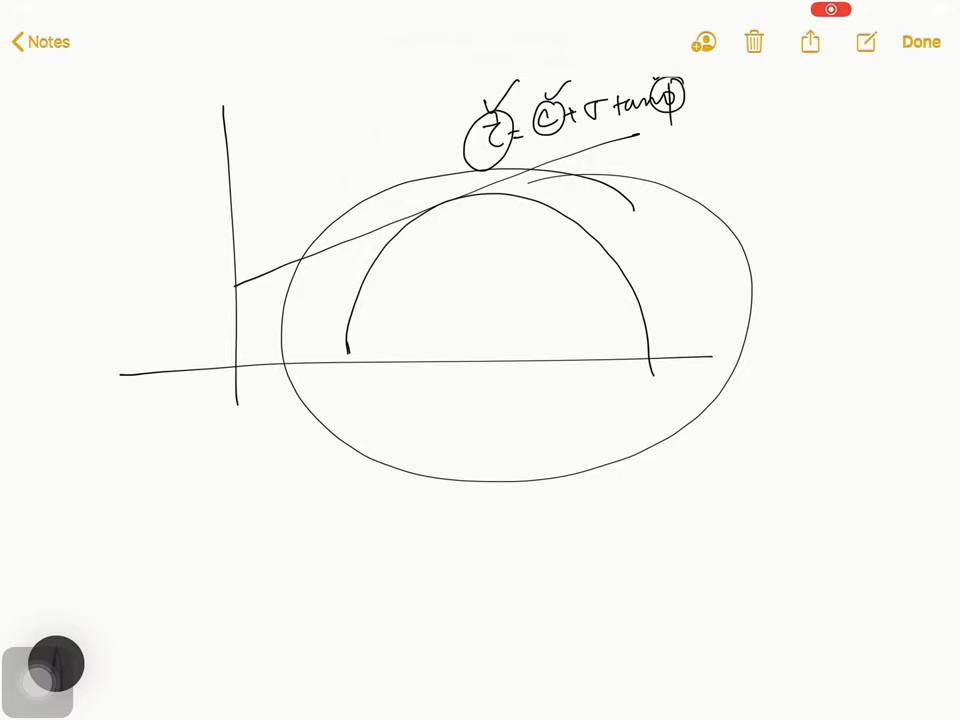 Notes
Done
τ = c + σ tanϕ